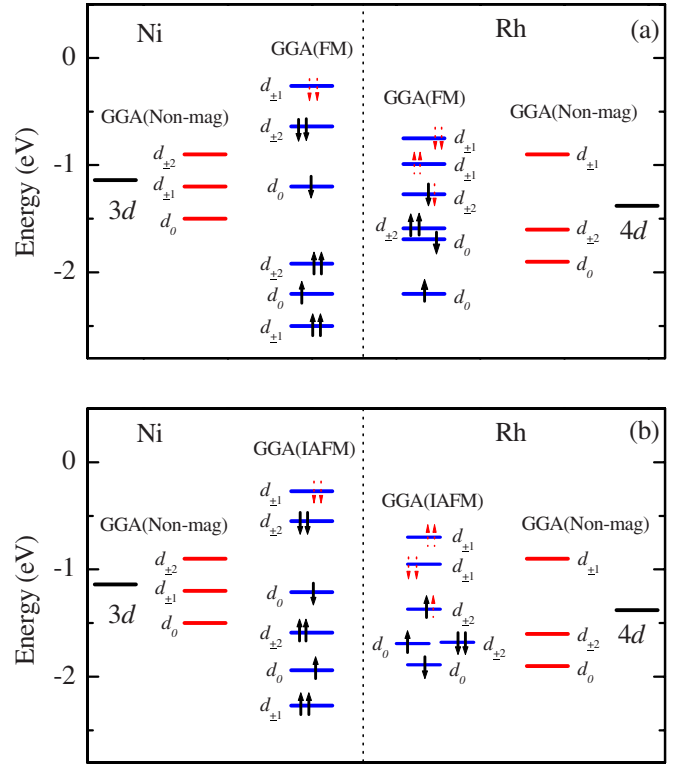 Ni
Rh
(a)
GGA(FM)
GGA(FM)
GGA(Non-mag)
GGA(Non-mag)
Energy (eV)
0
-1
-2
3d
d±2
d±1
d0
d±1
d±2
d0
d±2
d0
d±1
d±1
d±1
d±2
d±2
d0
d0
d±1
d±2
d0
4d
Ni
Rh
(b)
GGA(IAFM)
GGA(IAFM)
GGA(Non-mag)
GGA(Non-mag)
Energy (eV)
0
-1
-2
3d
d±2
d±1
d0
d±1
d±2
d0
d±2
d0
d±1
d±1
d±1
d±2
d0
d±2
d0
d±1
d±2
d0
4d